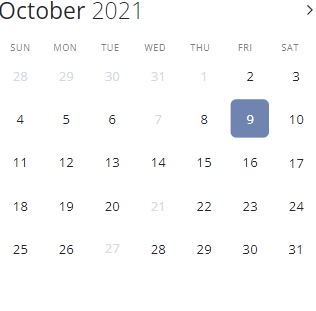 October 2021
SUN MON TUE WED THU FRI SAT
28 29 30 31 1 2 3
4 5 6 7 8 9 10
11 12 13 14 15 16 17
18 19 20 21 22 23 24
25 26 27 28 29 30 31